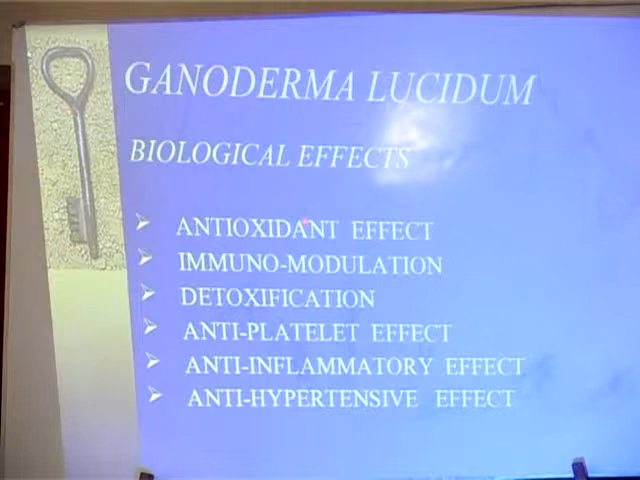 GANODERMA LUCIDUM
BIOLOGICAL EFFECTS
ANTIOXIDANT EFFECT
IMMUNO-MODULATION
DETOXIFICATION
ANTI-PLATELET EFFECT
ANTI-INFLAMMATORY EFFECT
ANTI-HYPERTENSIVE EFFECT